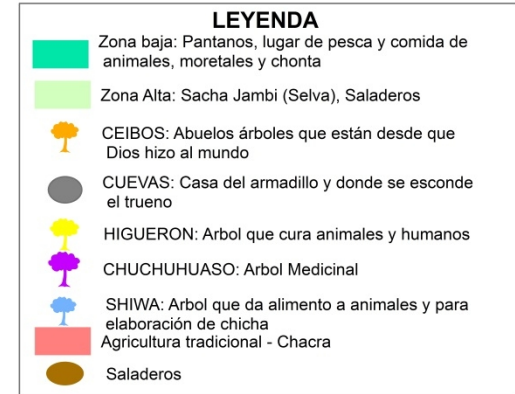 LEYENDA
Zona baja: Pantanos, lugar de pesca y comida de
animales, moretales y chonta
Zona Alta: Sacha Jambi (Selva), Saladeros
CEIBOS: Abuelos árboles que están desde que
Dios hizo al mundo
CUEVAS: Casa del armadillo y donde se esconde
el trueno
HIGUERON: Arbol que cura animales y humanos
CHUCHUHUASO: Arbol Medicinal
SHIWA: Arbol que da alimento a animales y para
elaboración de chicha
Agricultura tradicional - Chacra
Saladeros